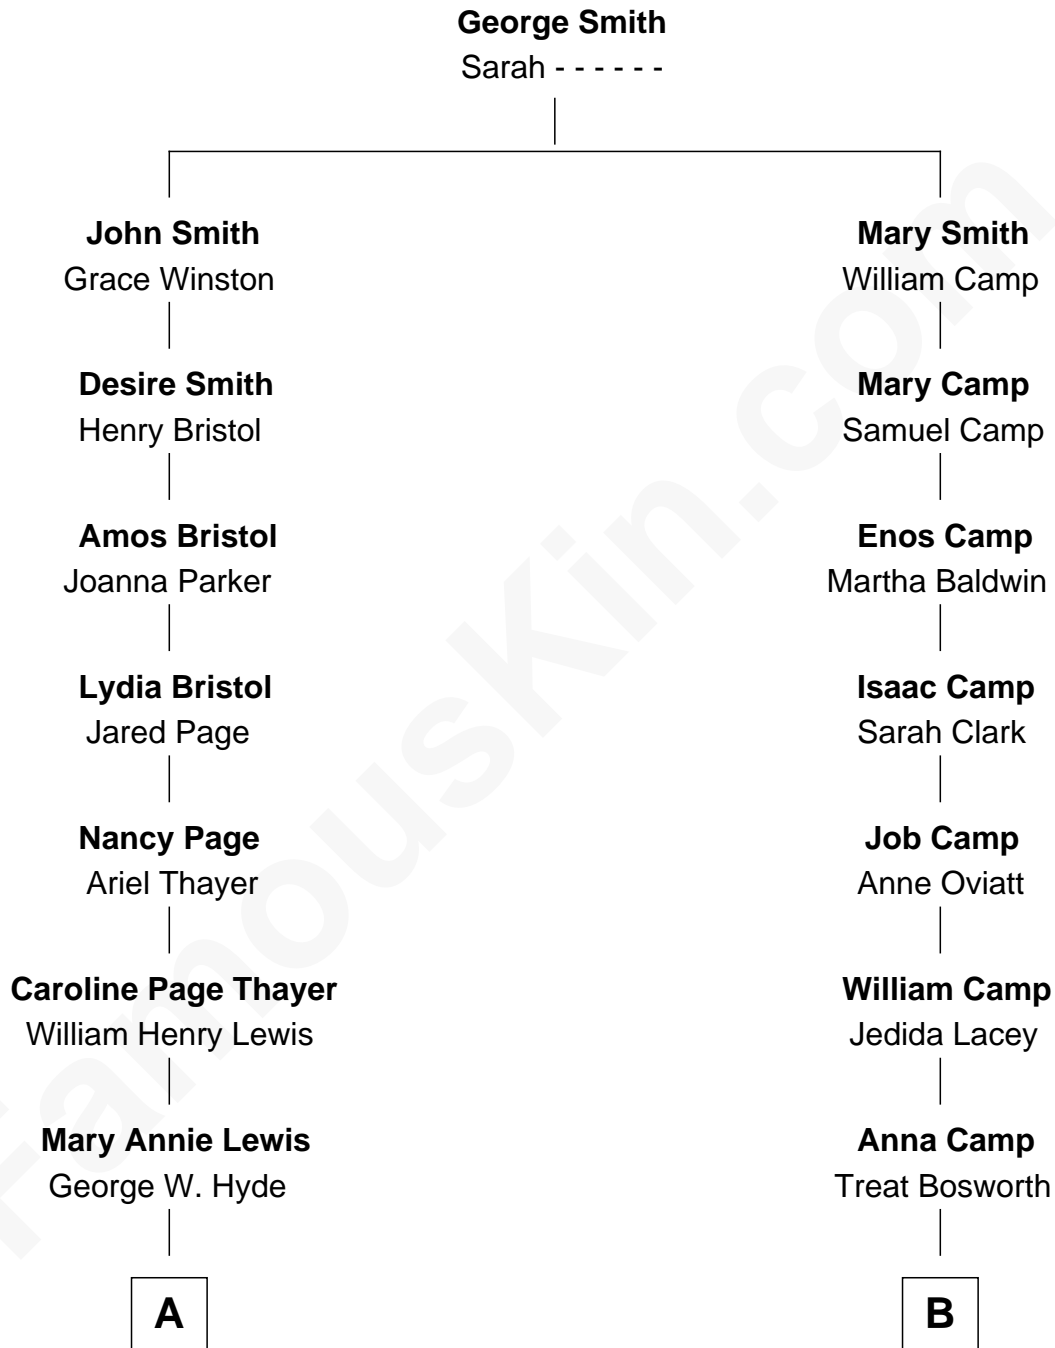 George Smith
Sarah - - - - - -
John Smith
Grace Winston
Mary Smith
William Camp
Desire Smith
Henry Bristol
Mary Camp
Samuel Camp
Amos Bristol
Joanna Parker
Enos Camp
Martha Baldwin
Lydia Bristol
Jared Page
Isaac Camp
Sarah Clark
Nancy Page
Ariel Thayer
Job Camp
Anne Oviatt
Caroline Page Thayer
William Henry Lewis
William Camp
Jedida Lacey
Mary Annie Lewis
George W. Hyde
Anna Camp
Treat Bosworth
A
B
FamousKin.com